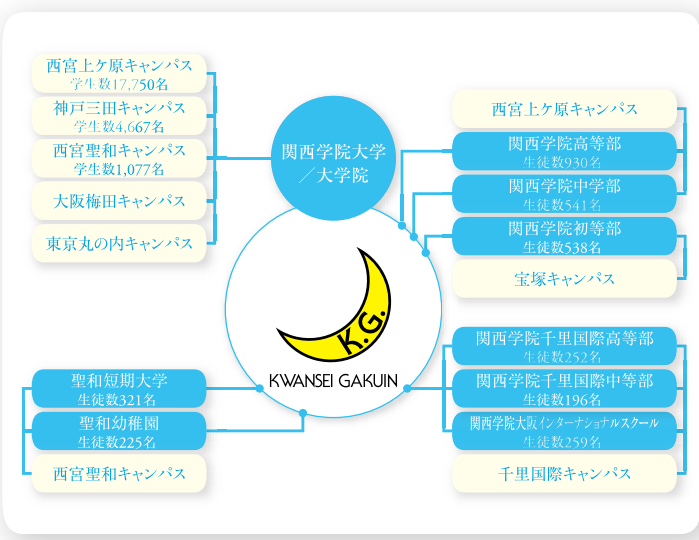 西宮上ケ原キャンパス
学生数17,750名
神戸三田キャンパス
学生数4,667名
西宮聖和キャンパス
学生数1,077名
大阪梅田キャンパス
東京丸の内キャンパス
関西学院大学
／大学院
西宮上ケ原キャンパス
関西学院高等部
生徒数930名
関西学院中学部
生徒数541名
関西学院初等部
生徒数538名
宝塚キャンパス
K.G.
KWANSEI GAKUIN
聖和短期大学
生徒数321名
聖和幼稚園
生徒数225名
西宮聖和キャンパス
関西学院千里国際高等部
生徒数252名
関西学院千里国際中等部
生徒数196名
関西学院大阪インターナショナルスクール
生徒数259名
千里国際キャンパス